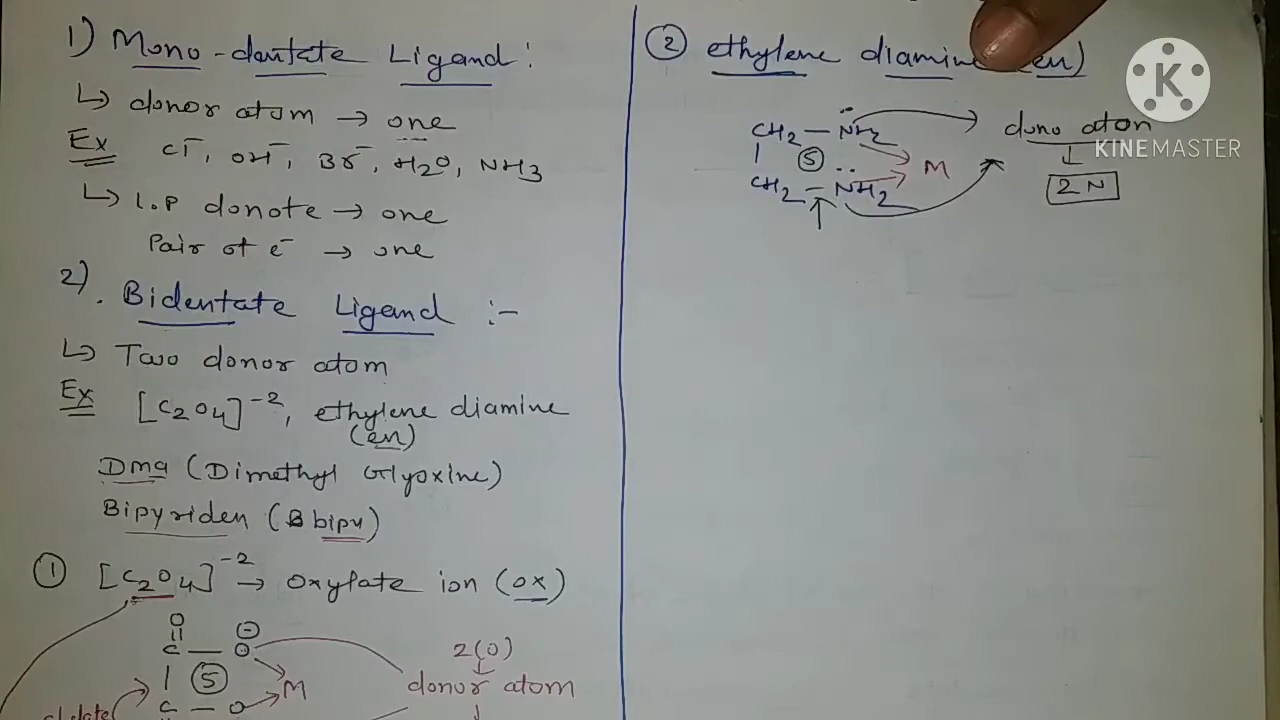 1) Mono-dentate Ligand:
↳ donor atom → one
Ex Cl⁻, OH⁻, Br⁻, H2O, NH3
↳ l.p donote → one
Pair of e⁻ → one
2). Bidentate Ligand :-
↳ Two donor atom
Ex [C2O4]⁻², ethylene diamine
(en)
Dmg (Dimethyl Glyoxine)
Bipyriden (B bipy)
① [C2O4]⁻² → Oxylate ion (ox)
O ⊖
C — O 2(O)
⑤ M donor atom
C — O
② ethylene diamine (en)
CH2 — NH2 dono atom
⑤ M
CH2 — NH2 2N
K
KINEMASTER